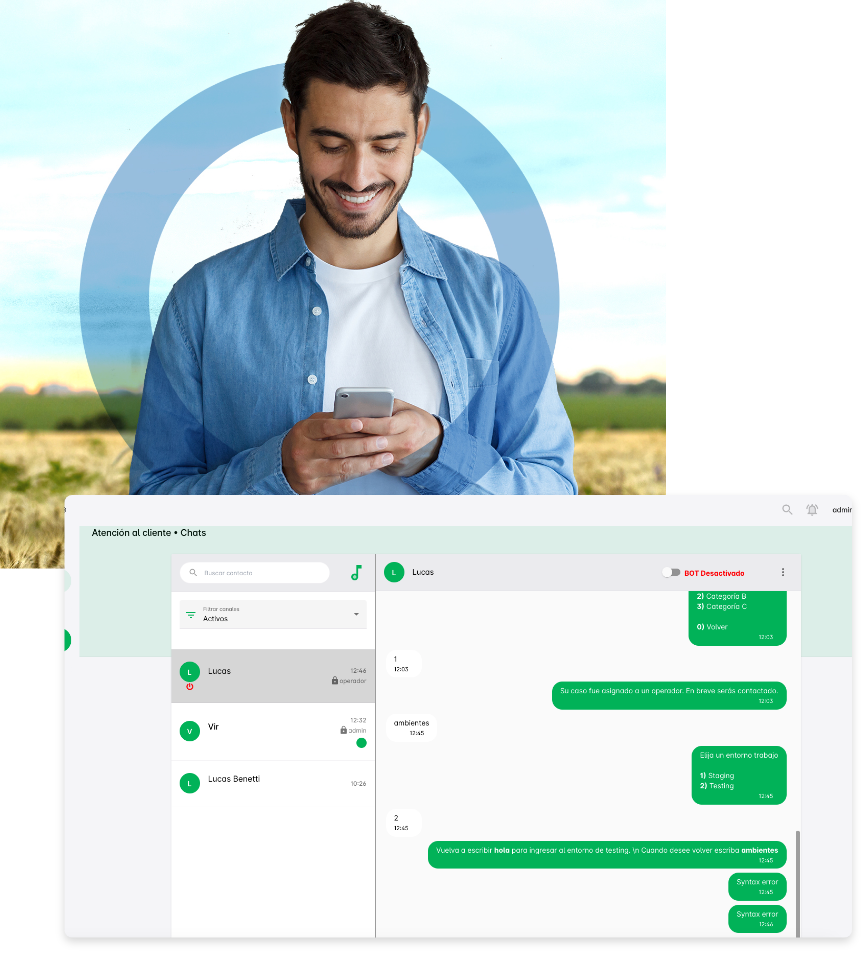 admin
Atención al cliente • Chats
Buscar contacto
L
Lucas
BOT Desactivado
Filtrar canales
Activos
L
Lucas
12:46
operador
V
Vir
12:32
admin
L
Lucas Benetti
10:26
2) Categoría B
3) Categoría C
0) Volver
12:03
1
12:03
Su caso fue asignado a un operador. En breve serás contactado.
12:03
ambientes
12:45
Elija un entorno trabajo
1) Staging
2) Testing
12:45
2
12:45
Vuelva a escribir hola para ingresar al entorno de testing. \n Cuando desee volver escriba ambientes
12:45
Syntax error
12:45
Syntax error
12:46